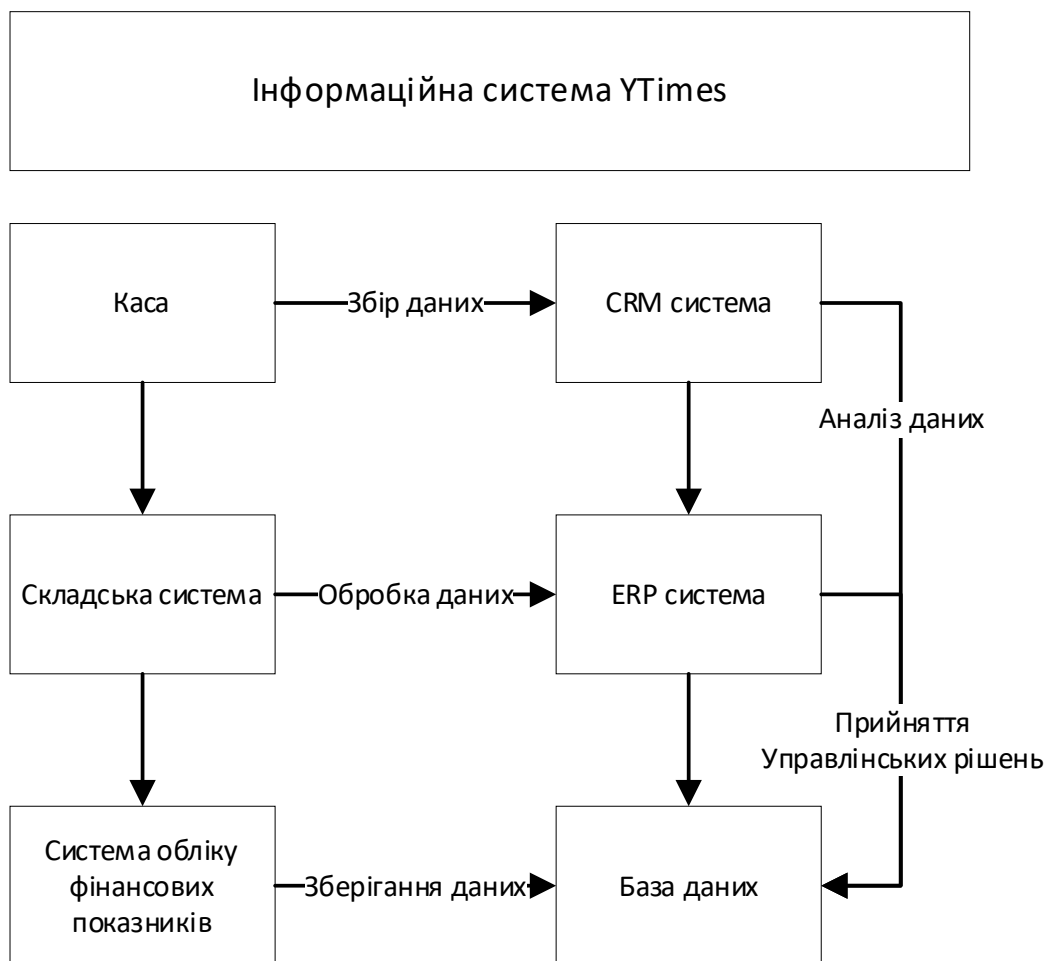 Інформаційна система YTimes
Каса
Збір даних
CRM система
Аналіз даних
Складська система
Обробка даних
ERP система
Прийняття
Управлінських рішень
Система обліку
фінансових
показників
Зберігання даних
База даних